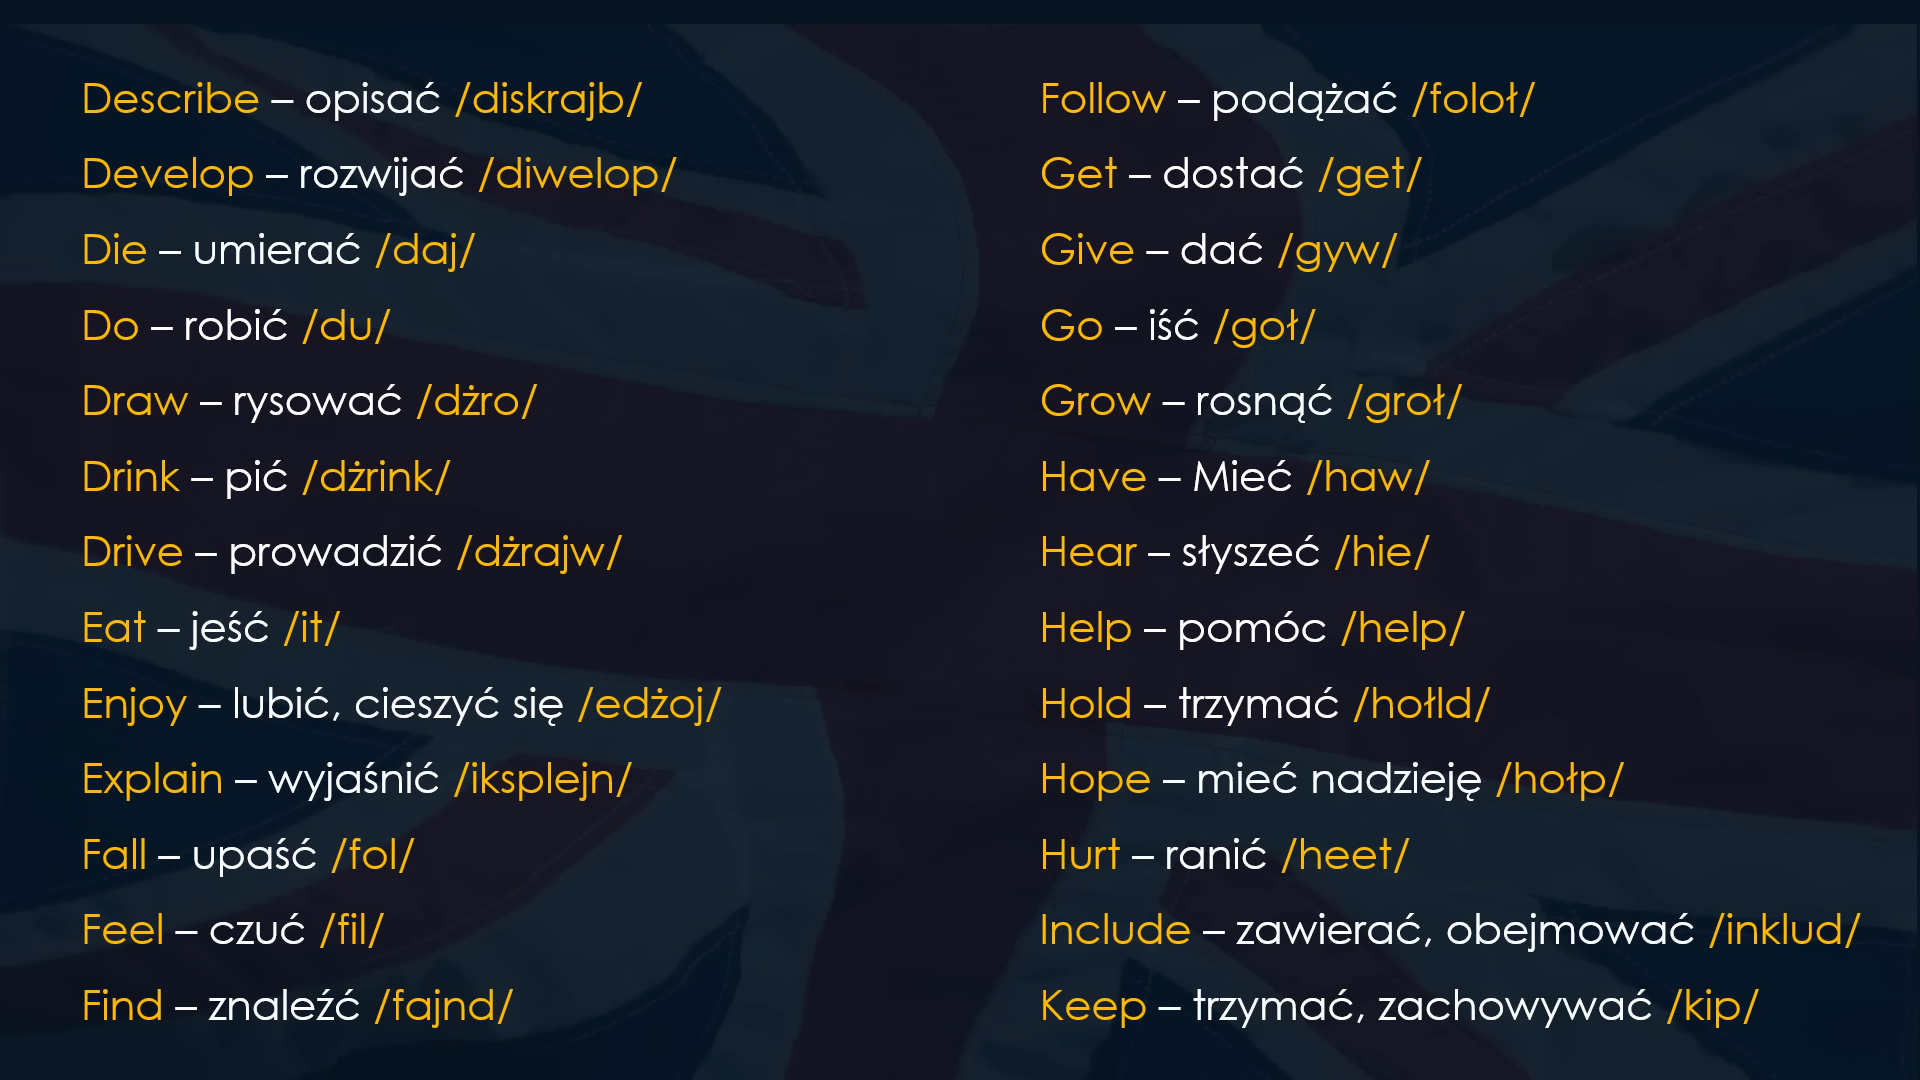 Describe – opisać /diskrajb/
Develop – rozwijać /diwelop/
Die – umierać /daj/
Do – robić /du/
Draw – rysować /dżro/
Drink – pić /dżrink/
Drive – prowadzić /dżrajw/
Eat – jeść /it/
Enjoy – lubić, cieszyć się /edżoj/
Explain – wyjaśnić /iksplejn/
Fall – upaść /fol/
Feel – czuć /fil/
Find – znaleźć /fajnd/
Follow – podążać /foloł/
Get – dostać /get/
Give – dać /gyw/
Go – iść /goł/
Grow – rosnąć /groł/
Have – Mieć /haw/
Hear – słyszeć /hie/
Help – pomóc /help/
Hold – trzymać /hołld/
Hope – mieć nadzieję /hołp/
Hurt – ranić /heet/
Include – zawierać, obejmować /inklud/
Keep – trzymać, zachowywać /kip/